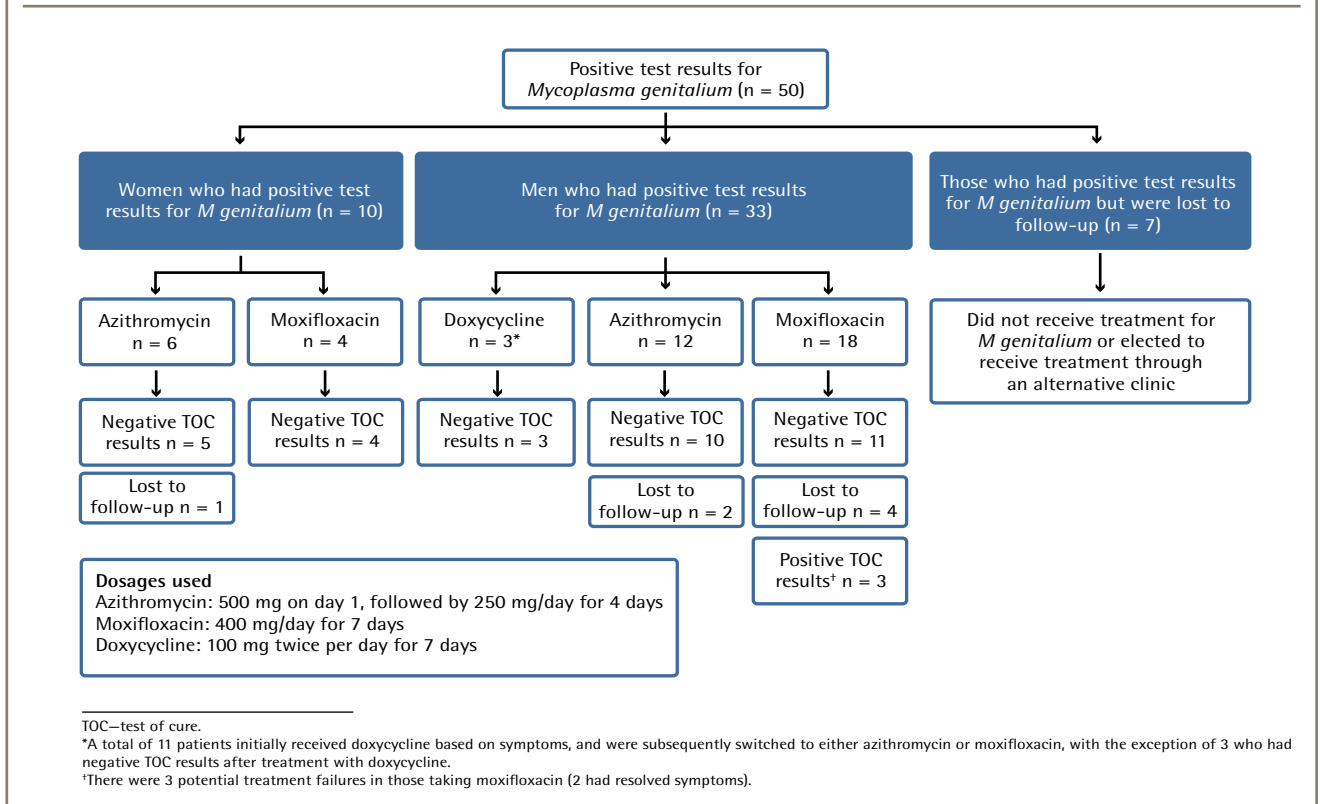 Positive test results for
Mycoplasma genitalium (n = 50)
Women who had positive test
results for M genitalium (n = 10)
Men who had positive test results
for M genitalium (n = 33)
Those who had positive test results
for M genitalium but were lost to
follow-up (n = 7)
Azithromycin
n = 6
Moxifloxacin
n = 4
Doxycycline
n = 3*
Azithromycin
n = 12
Moxifloxacin
n = 18
Did not receive treatment for
M genitalium or elected to
receive treatment through
an alternative clinic
Negative TOC
results n = 5
Negative TOC
results n = 4
Negative TOC
results n = 3
Negative TOC
results n = 10
Negative TOC
results n = 11
Lost to
follow-up n = 1
Lost to
follow-up n = 2
Lost to
follow-up n = 4
Positive TOC
results† n = 3
Dosages used
Azithromycin: 500 mg on day 1, followed by 250 mg/day for 4 days
Moxifloxacin: 400 mg/day for 7 days
Doxycycline: 100 mg twice per day for 7 days
TOC—test of cure.
*A total of 11 patients initially received doxycycline based on symptoms, and were subsequently switched to either azithromycin or moxifloxacin, with the exception of 3 who had
negative TOC results after treatment with doxycycline.
†There were 3 potential treatment failures in those taking moxifloxacin (2 had resolved symptoms).